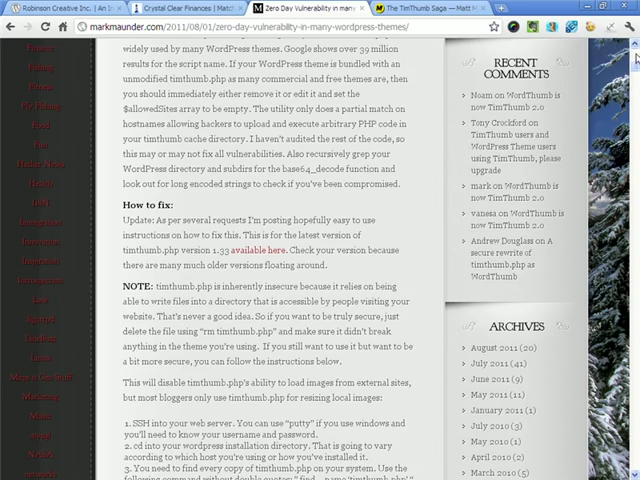 Robinson Creative Inc. | A
Crystal Clear Finances | Match
Zero Day Vulnerability in many
The TimThumb Saga — Matt M
markmaunder.com/2011/08/01/zero-day-vulnerability-in-many-wordpress-themes/
Finance
Fishing
Fitness
Fly Fishing
Food
Fun
Hacker News
Health
Immigration
Innovation
Inspiration
Law
Links
Maps n Geo Stuff
Marketing
Music
mysql
NASA
networks
widely used by many WordPress themes. Google shows over 39 million
results for the script name. If your WordPress theme is bundled with an
unmodified timthumb.php as many commercial and free themes are, then
you should immediately either remove it or edit it and set the
$allowedSites array to be empty. The utility only does a partial match on
hostnames allowing hackers to upload and execute arbitrary PHP code in
your timthumb cache directory. I haven't audited the rest of the code, so
this may or may not fix all vulnerabilities. Also recursively grep your
WordPress directory and subdirs for the base64_decode function and
look out for long encoded strings to check if you've been compromised.
How to fix:
Update: As per several requests I'm posting hopefully easy to use
instructions on how to fix this. This is for the latest version of
timthumb.php version 1.33 available here. Check your version because
there are many much older versions floating around.
NOTE: timthumb.php is inherently insecure because it relies on being
able to write files into a directory that is accessible by people visiting your
website. That's never a good idea. So if you want to be truly secure, just
delete the file using "rm timthumb.php" and make sure it didn't break
anything in the theme you're using. If you still want to use it but want to be
a bit more secure, you can follow the instructions below.
This will disable timthumb.php's ability to load images from external sites,
but most bloggers only use timthumb.php for resizing local images:
1. SSH into your web server. You can use "putty" if you use windows and
you'll need to know your username and password.
2. cd into your wordpress installation directory. That is going to vary
according to which host you're using or how you've installed it.
3. You need to find every copy of timthumb.php on your system. Use the
following command without double quotes: " find . -name 'timthumb.php' "
RECENT
COMMENTS
Noam on WordThumb is
now TimThumb 2.0
Tony Crockford on
TimThumb users and
WordPress Theme users
using TimThumb, please
upgrade
mark on WordThumb is
now TimThumb 2.0
vanesa on WordThumb is
now TimThumb 2.0
Andrew Douglass on A
secure rewrite of
timthumb.php as
WordThumb
ARCHIVES
August 2011 (20)
July 2011 (41)
June 2011 (9)
May 2011 (11)
January 2011 (1)
July 2010 (3)
May 2010 (1)
April 2010 (2)
March 2010 (5)